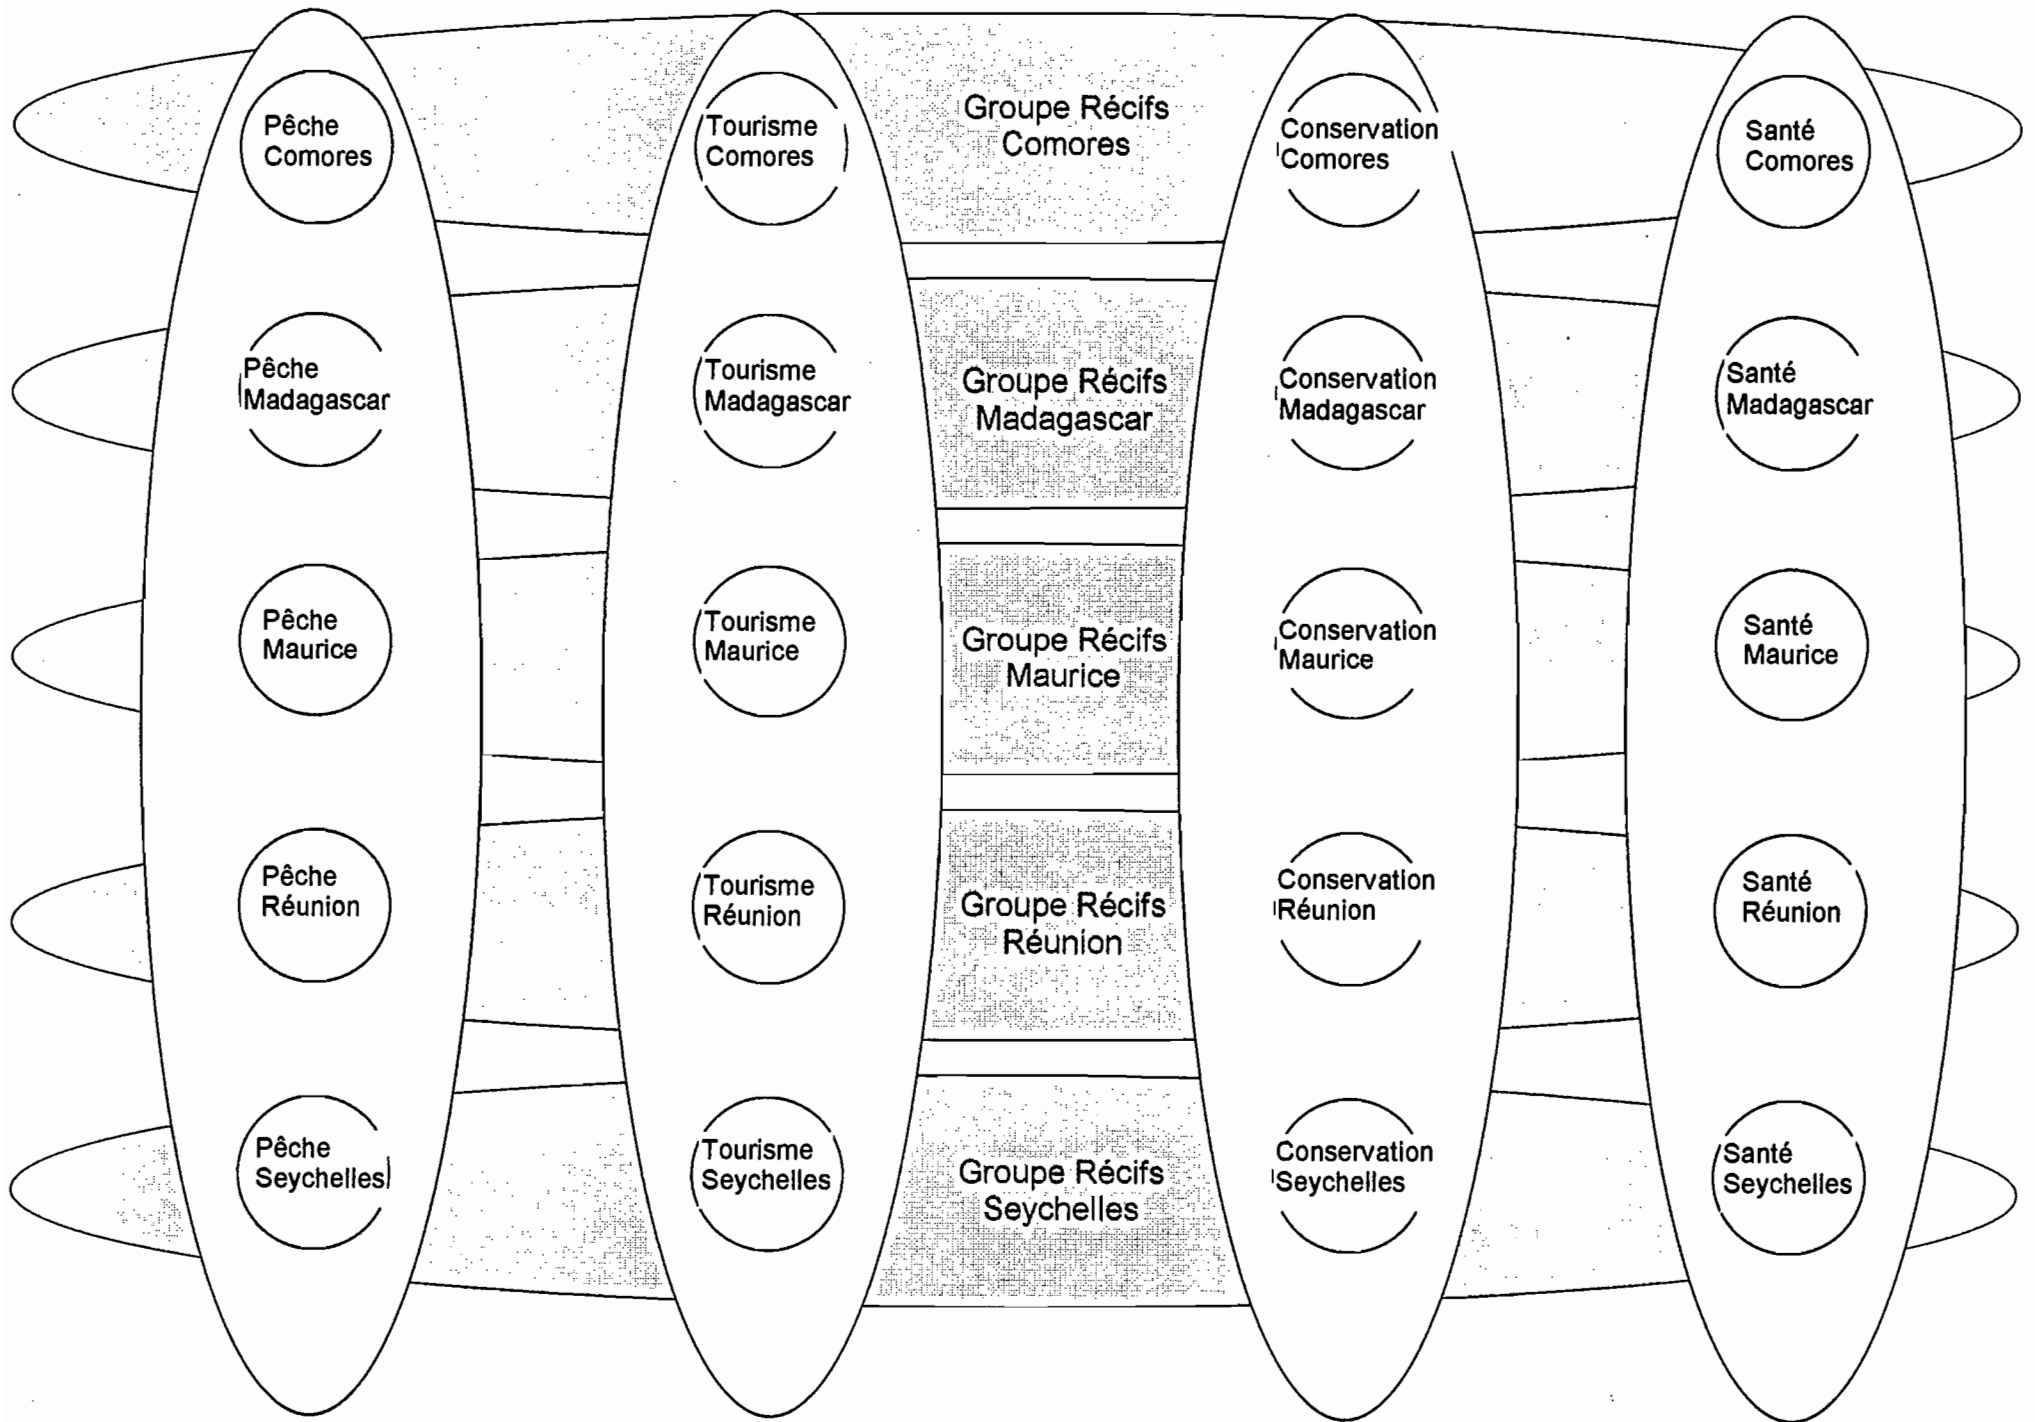 Pêche
Comores
Tourisme
Comores
Groupe Récifs
Comores
Conservation
Comores
Santé
Comores
Pêche
Madagascar
Tourisme
Madagascar
Groupe Récifs
Madagascar
Conservation
Madagascar
Santé
Madagascar
Pêche
Maurice
Tourisme
Maurice
Groupe Récifs
Maurice
Conservation
Maurice
Santé
Maurice
Pêche
Réunion
Tourisme
Réunion
Groupe Récifs
Réunion
Conservation
Réunion
Santé
Réunion
Pêche
Seychelles
Tourisme
Seychelles
Groupe Récifs
Seychelles
Conservation
Seychelles
Santé
Seychelles